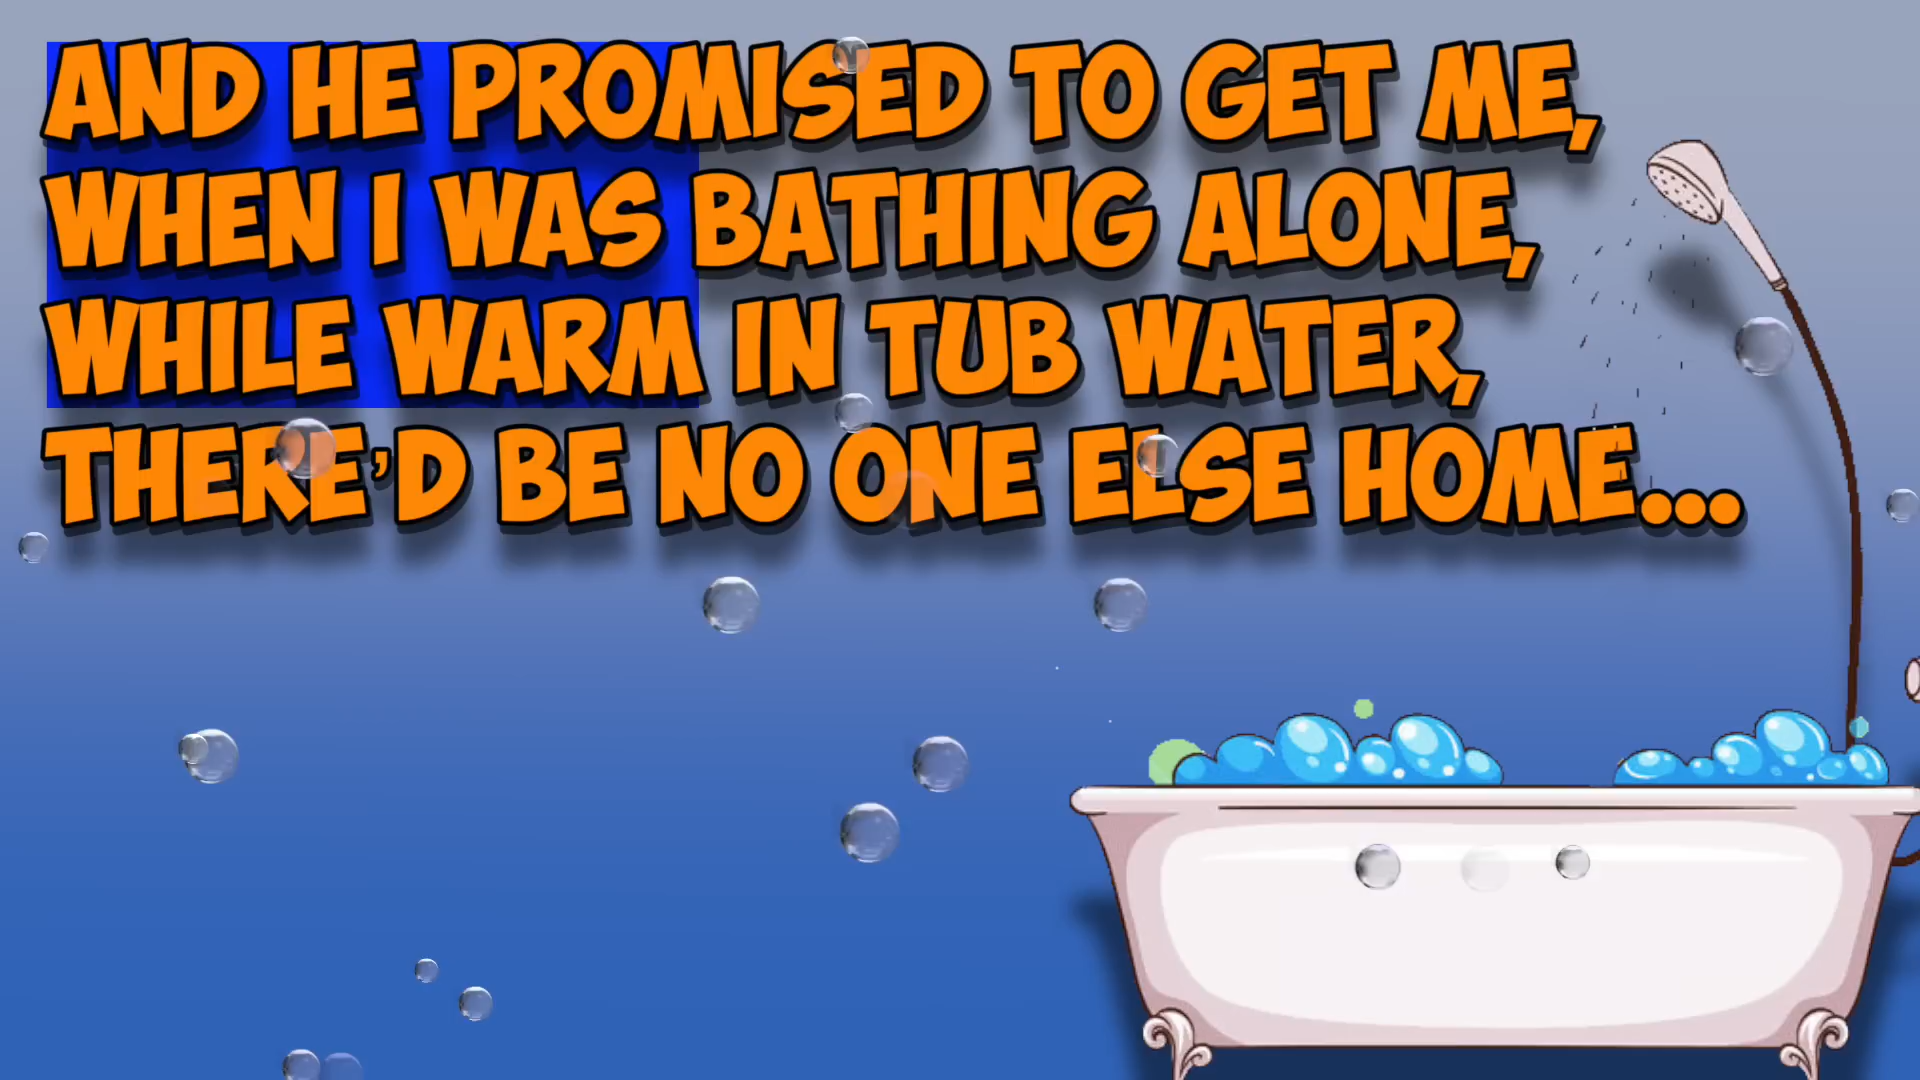 AND HE PROMISED TO GET ME,
WHEN I WAS BATHING ALONE,
WHILE WARM IN TUB WATER,
THERE'D BE NO ONE ELSE HOME...